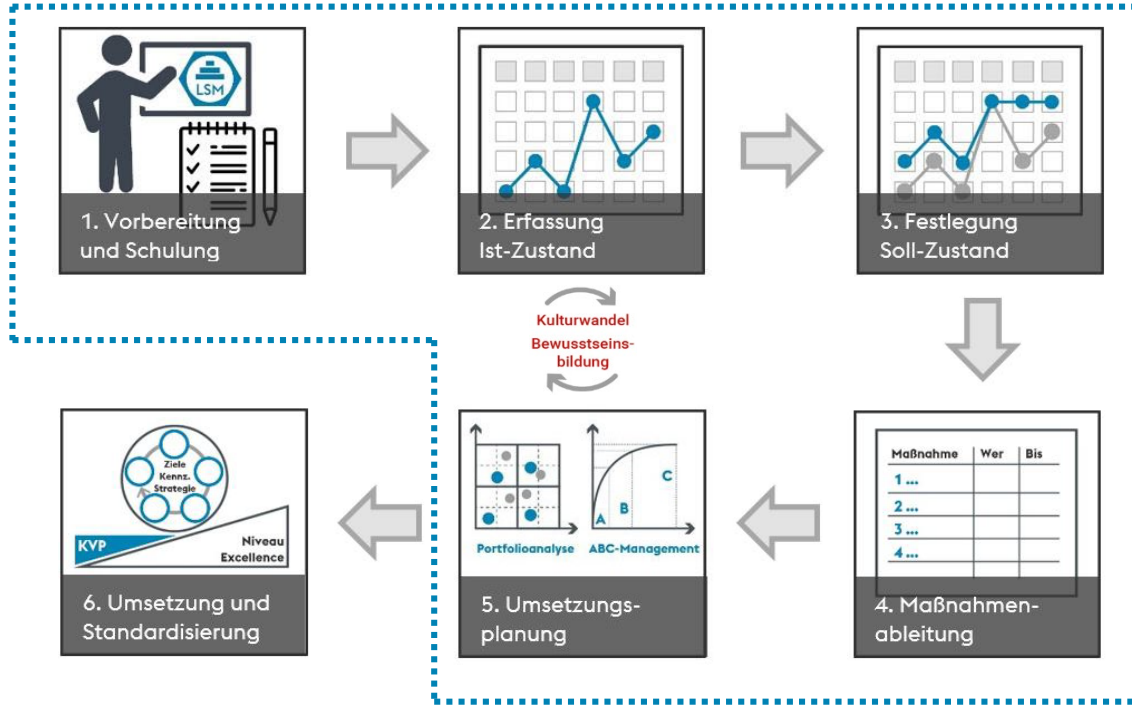 LSM
1. Vorbereitung
und Schulung
2. Erfassung
Ist-Zustand
3. Festlegung
Soll-Zustand
Kulturwandel
Bewusstseins-
bildung
Maßnahme Wer Bis
1 ...
2 ...
3 ...
4 ...
4. Maßnahmen-
ableitung
A
B
C
Portfolioanalyse
ABC-Management
5. Umsetzungs-
planung
Ziele
Kennz.
Strategie
KVP
Niveau
Excellence
6. Umsetzung und
Standardisierung